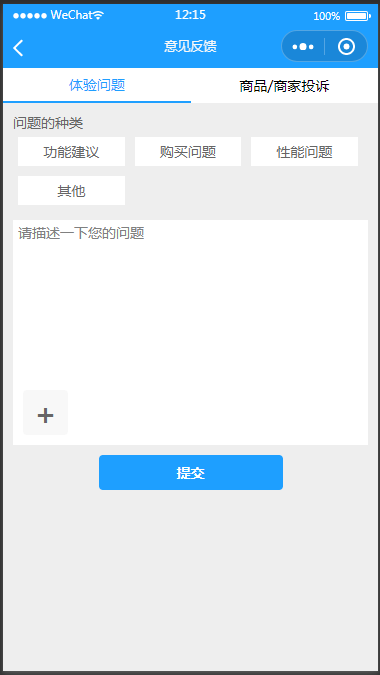 WeChat 12:15 100%
意见反馈
体验问题 商品/商家投诉
问题的种类
功能建议 购买问题 性能问题
其他
请描述一下您的问题
+
提交